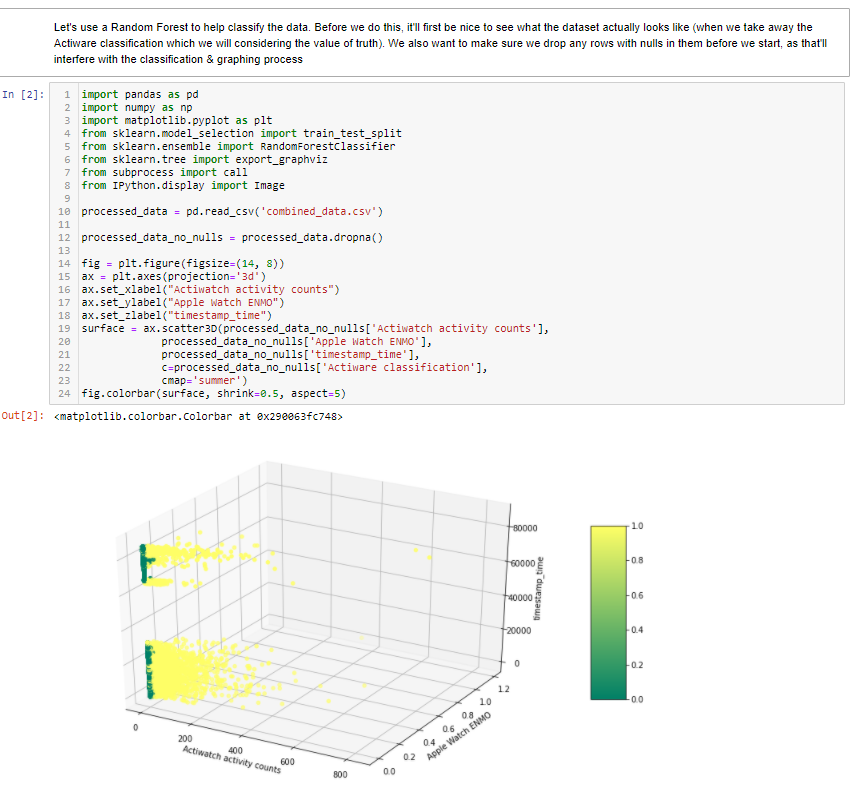 Let's use a Random Forest to help classify the data. Before we do this, it'll first be nice to see what the dataset actually looks like (when we take away the
Actiware classification which we will considering the value of truth). We also want to make sure we drop any rows with nulls in them before we start, as that'll
interfere with the classification & graphing process
In [2]:
1 import pandas as pd
2 import numpy as np
3 import matplotlib.pyplot as plt
4 from sklearn.model_selection import train_test_split
5 from sklearn.ensemble import RandomForestClassifier
6 from sklearn.tree import export_graphviz
7 from subprocess import call
8 from IPython.display import Image
9
10 processed_data = pd.read_csv('combined_data.csv')
11
12 processed_data_no_nulls = processed_data.dropna()
13
14 fig = plt.figure(figsize=(14, 8))
15 ax = plt.axes(projection='3d')
16 ax.set_xlabel("Actiwatch activity counts")
17 ax.set_ylabel("Apple Watch ENMO")
18 ax.set_zlabel("timestamp_time")
19 surface = ax.scatter3D(processed_data_no_nulls['Actiwatch activity counts'],
20 processed_data_no_nulls['Apple Watch ENMO'],
21 processed_data_no_nulls['timestamp_time'],
22 c=processed_data_no_nulls['Actiware classification'],
23 cmap='summer')
24 fig.colorbar(surface, shrink=0.5, aspect=5)
Out[2]: <matplotlib.colorbar.Colorbar at 0x290063fc748>
80000
60000
40000
20000
0
timestamp_time
1.2
1.0
0.8
0.6
0.4
0.2
0.0
Apple Watch ENMO
0
200
400
600
800
Actiwatch activity counts
1.0
0.8
0.6
0.4
0.2
0.0